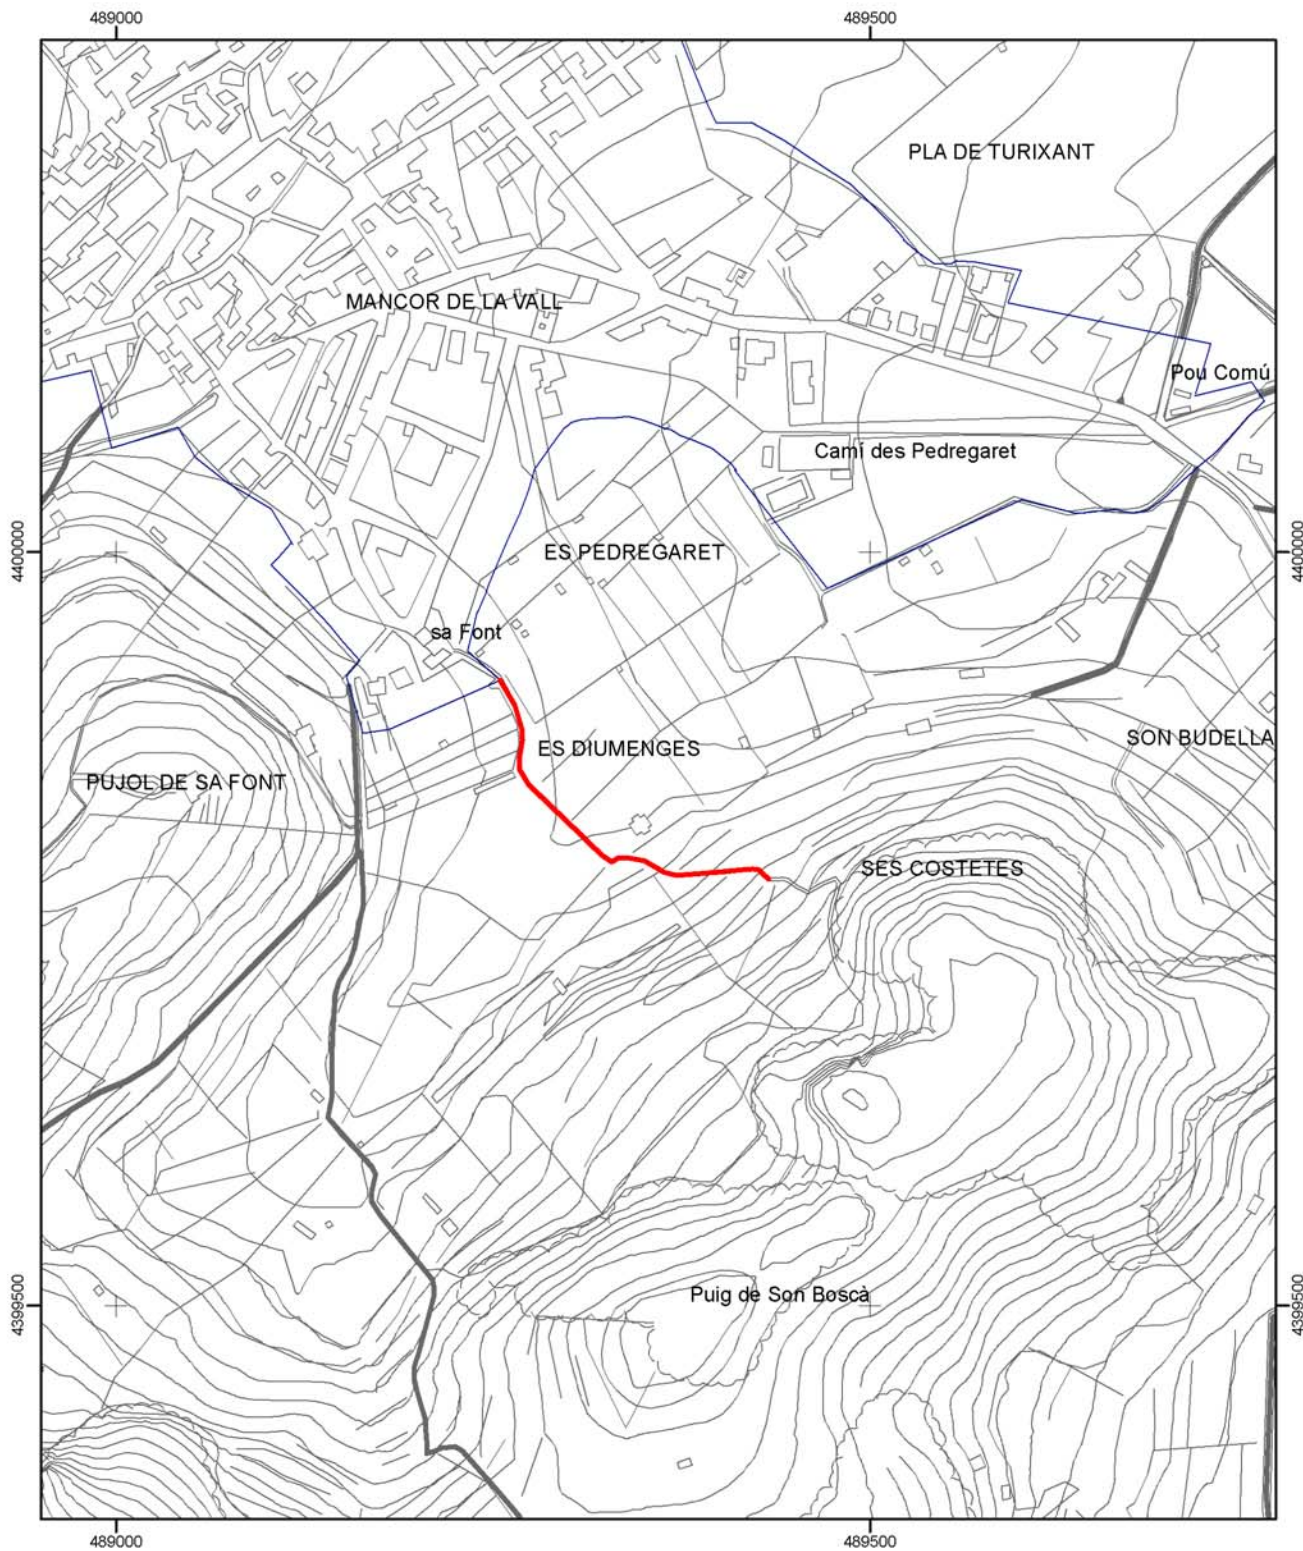 489000
489500
PLA DE TURIXANT
MANCOR DE LA VALL
Pou Comú
Camí des Pedregaret
4400000
ES PEDREGARET
4400000
sa Font
SON BUDELLA
ES DIUMENGES
PUJOL DE SA FONT
SES COSTETES
4399500
Puig de Son Boscà
4399500
489000
489500